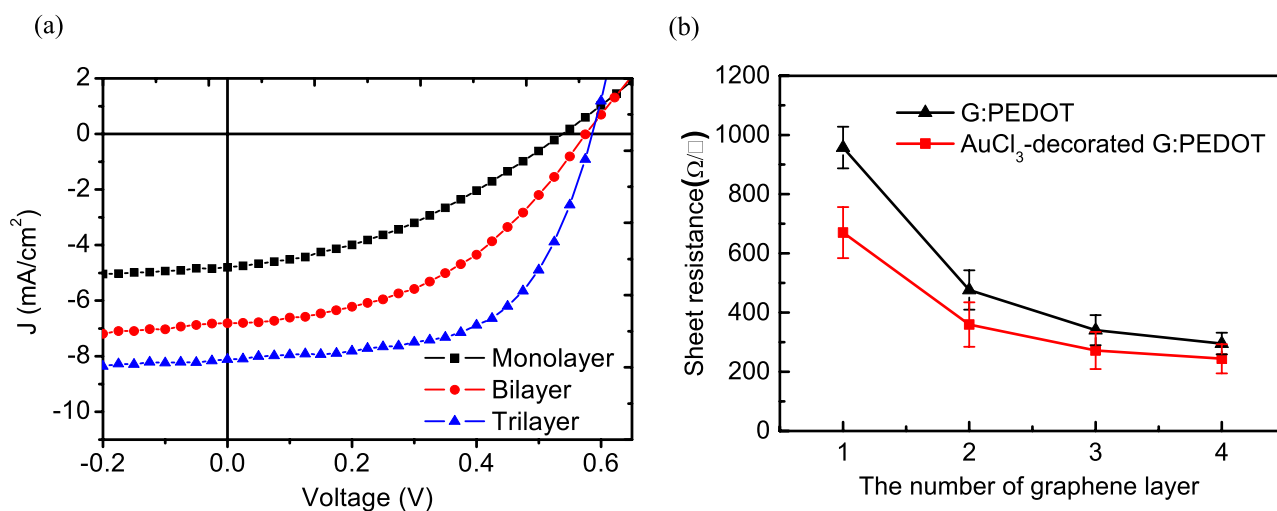 (a)
2
0
-2
-4
-6
-8
-10
J (mA/cm²)
Monolayer
Bilayer
Trilayer
-0.2 0.0 0.2 0.4 0.6
Voltage (V)
(b)
1200
1000
800
600
400
200
0
Sheet resistance(Ω/□)
G:PEDOT
AuCl₃-decorated G:PEDOT
1 2 3 4
The number of graphene layer